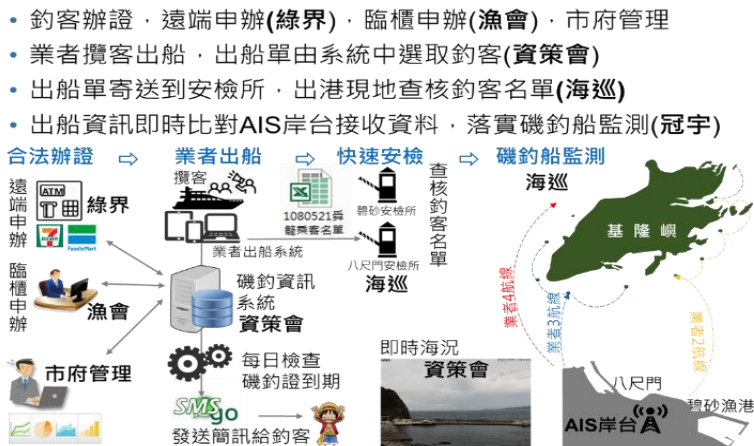 • 釣客辦證，遠端申辦(綠界)，臨櫃申辦(漁會)，市府管理
• 業者攬客出船，出船單由系統中選取釣客(資策會)
• 出船單寄送到安檢所，出港現地查核釣客名單(海巡)
• 出船資訊即時比對AIS岸台接收資料，落實磯釣船監測(冠宇)
合法辦證 ⇨ 業者出船 ⇨ 快速安檢 ⇨ 磯釣船監測
遠端申辦
ATM
綠界
7-ELEVEN
FamilyMart
臨櫃申辦
漁會
市府管理
攬客
業者出船系統
1080521舜
龍乘客名單
磯釣資訊
系統
資策會
每日檢查
磯釣證到期
SMS go
發送簡訊給釣客
碧砂安檢所
八尺門安檢所
海巡
查核釣客名單
海巡
基隆嶼
業者4航線
業者3航線
業者2航線
即時海況
資策會
八尺門
碧砂漁港
AIS岸台